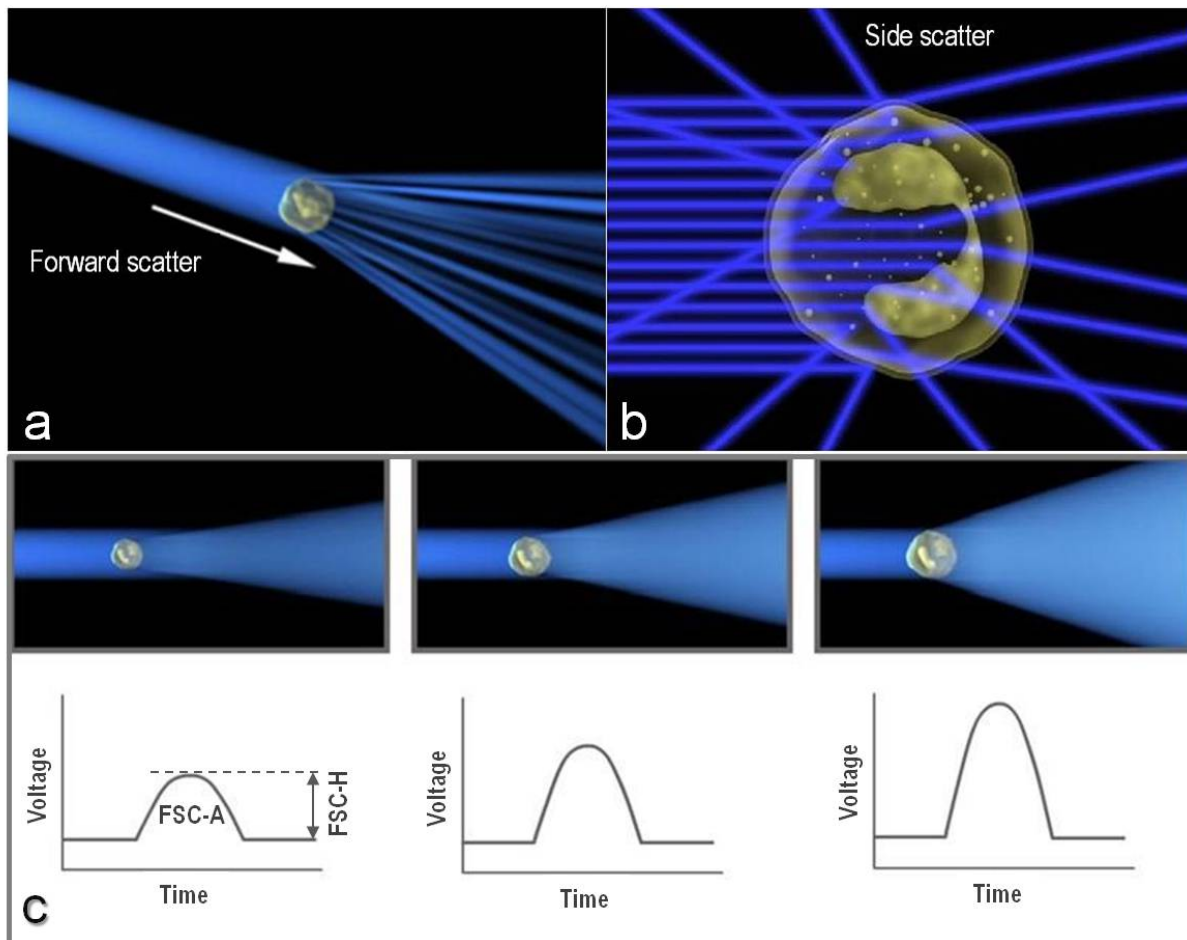 Forward scatter
a
Side scatter
b
Voltage
FSC-A
FSC-H
Time
Voltage
Time
Voltage
Time
c